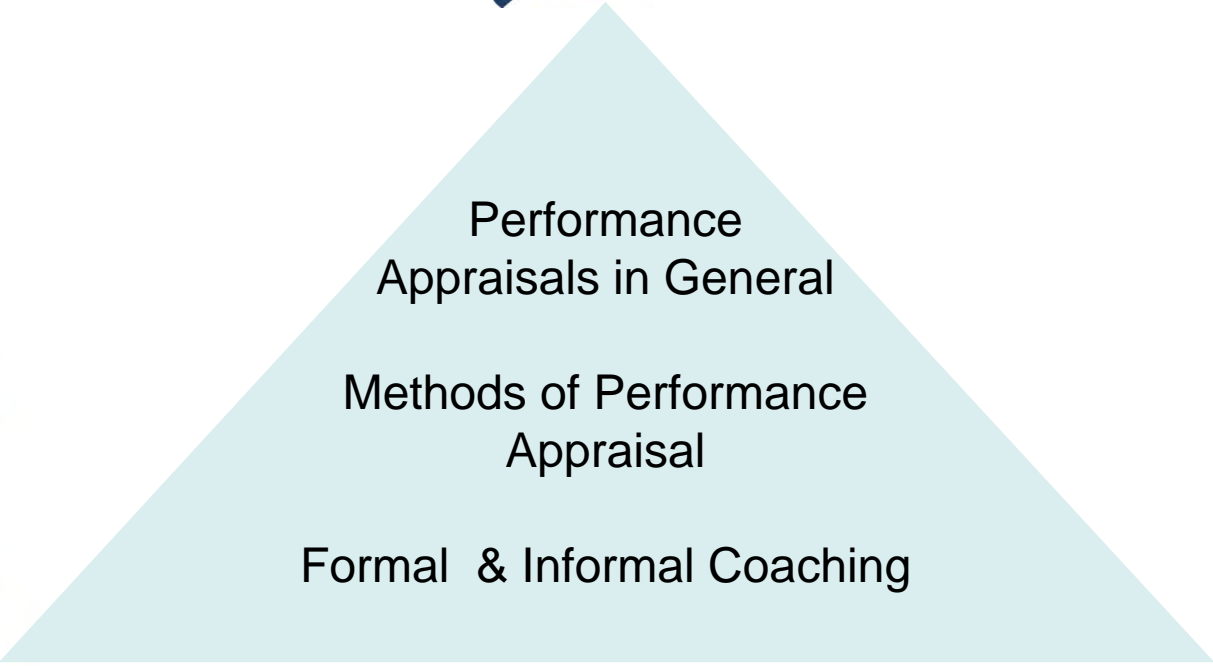 Performance
Appraisals in General
Methods of Performance
Appraisal
Formal & Informal Coaching